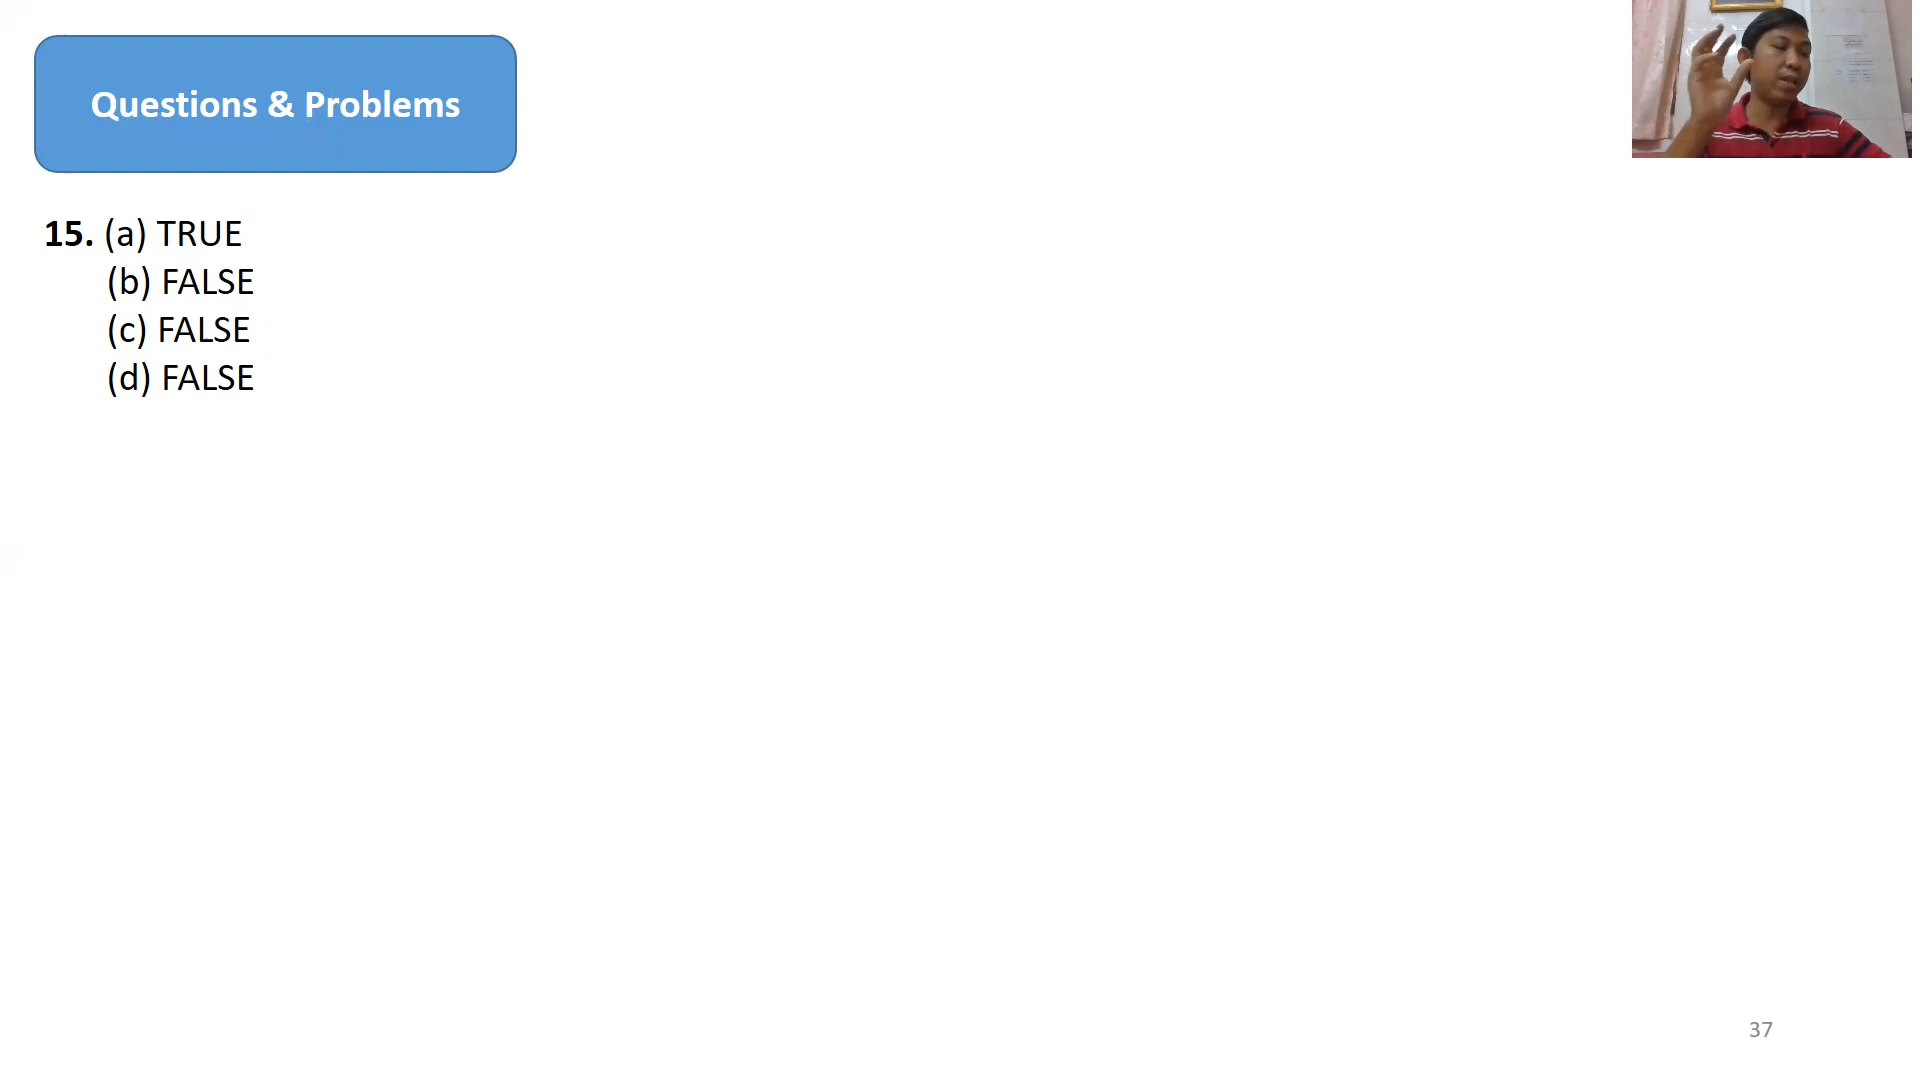 Questions & Problems
15. (a) TRUE
(b) FALSE
(c) FALSE
(d) FALSE
37